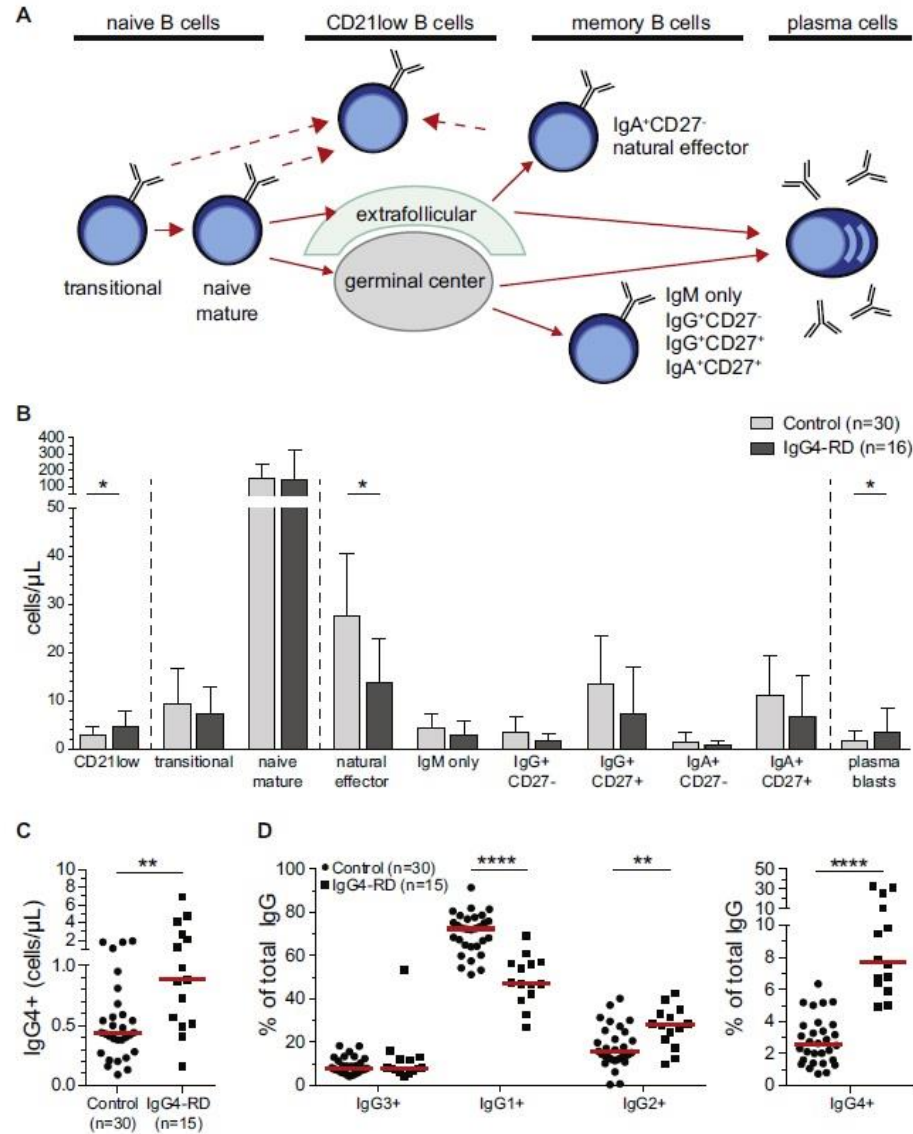 A
naive B cells
CD21low B cells
memory B cells
plasma cells
IgA⁺CD27⁻
natural effector
extrafollicular
transitional
naive
mature
germinal center
IgM only
IgG⁺CD27⁻
IgG⁺CD27⁺
IgA⁺CD27⁺
B
Control (n=30)
IgG4-RD (n=16)
cells/µL
400
300
200
100
50
40
30
20
10
0
*
*
*
CD21low
transitional
naive
mature
natural
effector
IgM only
IgG+
CD27-
IgG+
CD27+
IgA+
CD27-
IgA+
CD27+
plasma
blasts
C
IgG4+ (cells/µL)
10
8
6
4
2
1.0
0.5
0.0
**
Control
(n=30)
IgG4-RD
(n=15)
D
% of total IgG
100
80
60
40
20
0
Control (n=30)
IgG4-RD (n=15)
****
**
IgG3+
IgG1+
IgG2+
% of total IgG
50
40
30
20
10
8
6
4
2
0
****
IgG4+